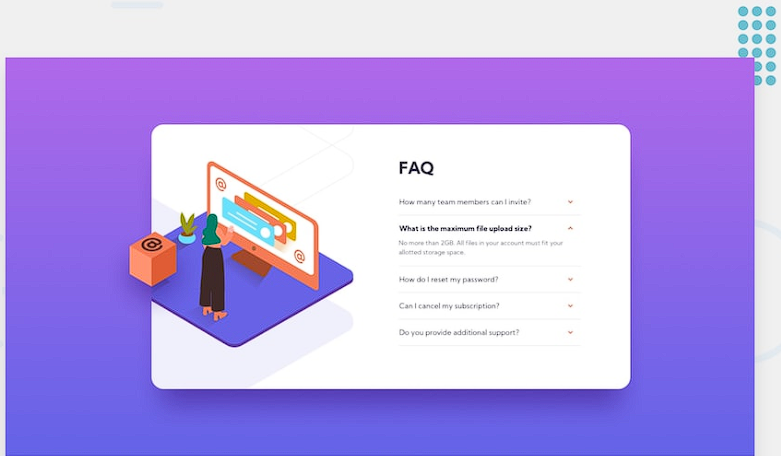 FAQ
How many team members can I invite?
What is the maximum file upload size?
No more than 2GB. All files in your account must fit your
allotted storage space.
How do I reset my password?
Can I cancel my subscription?
Do you provide additional support?
@
@
@